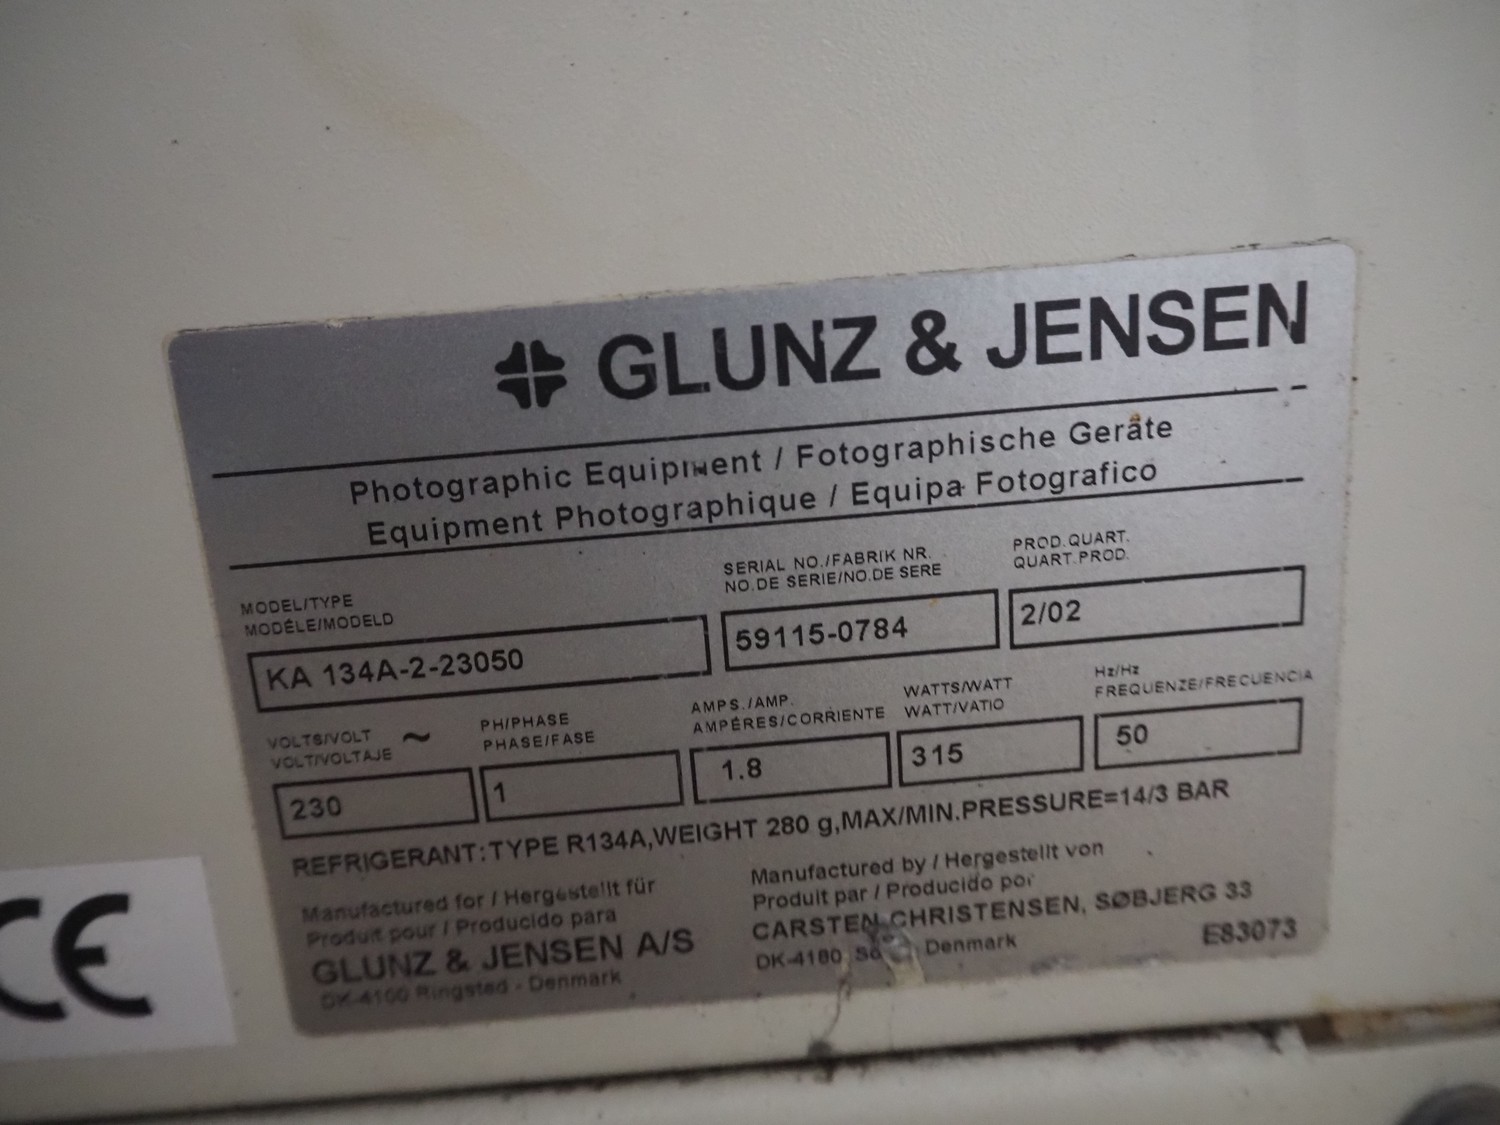 GLUNZ & JENSEN
Photographic Equipment / Fotographische Geräte
Equipment Photographique / Equipa Fotografico
MODEL/TYPE
MODÉLE/MODELD
KA 134A-2-23050
SERIAL NO./FABRIK NR.
NO.DE SERIE/NO.DE SERE
59115-0784
PROD.QUART.
QUART.PROD.
2/02
VOLTS/VOLT ~
VOLT/VOLTAJE
230
PH/PHASE
PHASE/FASE
1
AMPS./AMP.
AMPÉRES/CORRIENTE
1.8
WATTS/WATT
WATT/VATIO
315
Hz/Hz
FREQUENZE/FRECUENCIA
50
REFRIGERANT:TYPE R134A,WEIGHT 280 g,MAX/MIN.PRESSURE=14/3 BAR
Manufactured for / Hergestellt für
Produit pour / Producido para
GLUNZ & JENSEN A/S
DK-4100 Ringsted - Denmark
Manufactured by / Hergestellt von
Produit par / Producido por
CARSTEN CHRISTENSEN, SØBJERG 33
DK-4180 Denmark
E83073
CE